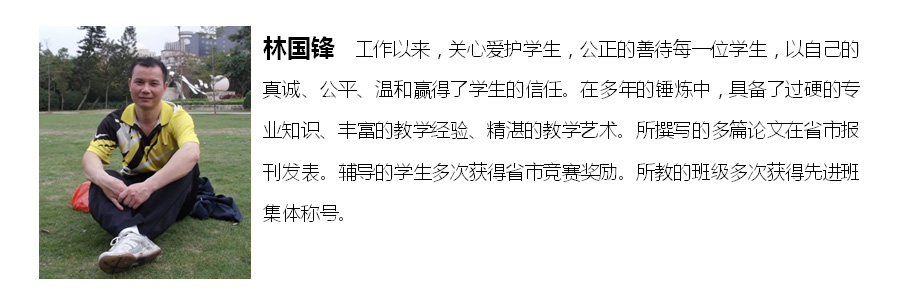 林国锋 工作以来，关心爱护学生，公正的善待每一位学生，以自己的
真诚、公平、温和赢得了学生的信任。在多年的锤炼中，具备了过硬的专
业知识、丰富的教学经验、精湛的教学艺术。所撰写的多篇论文在省市报
刊发表。辅导的学生多次获得省市竞赛奖励。所教的班级多次获得先进班
集体称号。